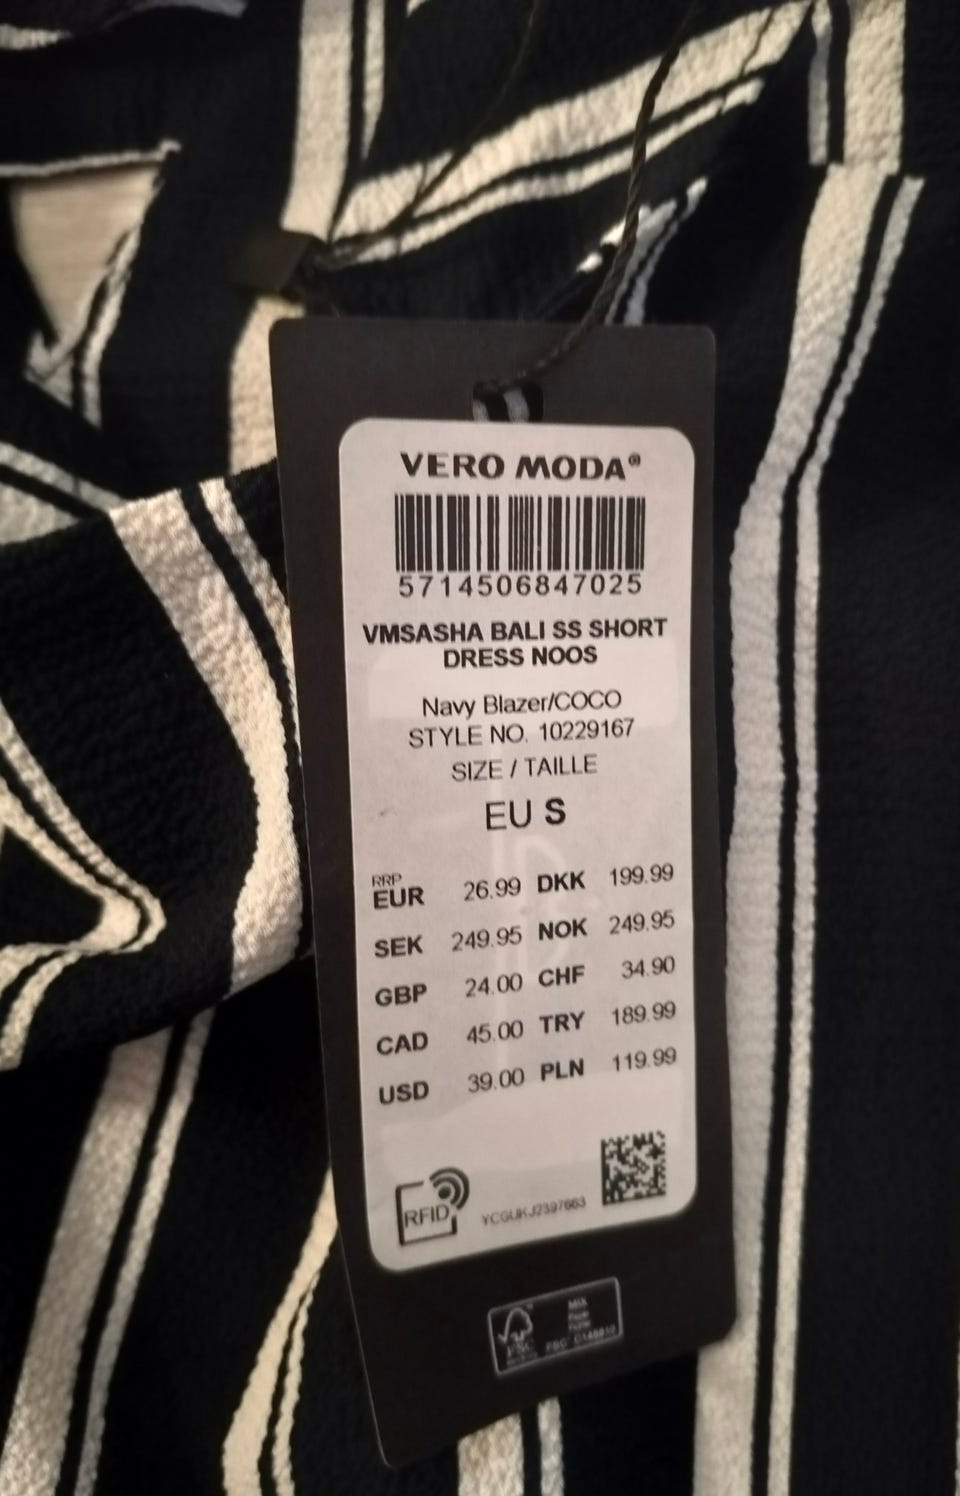 VERO MODA®
5714506847025
VMSASHA BALI SS SHORT
DRESS NOOS
Navy Blazer/COCO
STYLE NO. 10229167
SIZE / TAILLE
EU S
RRP
EUR 26.99 DKK 199.99
SEK 249.95 NOK 249.95
GBP 24.00 CHF 34.90
CAD 45.00 TRY 189.99
USD 39.00 PLN 119.99
RFID
MIX
FSC